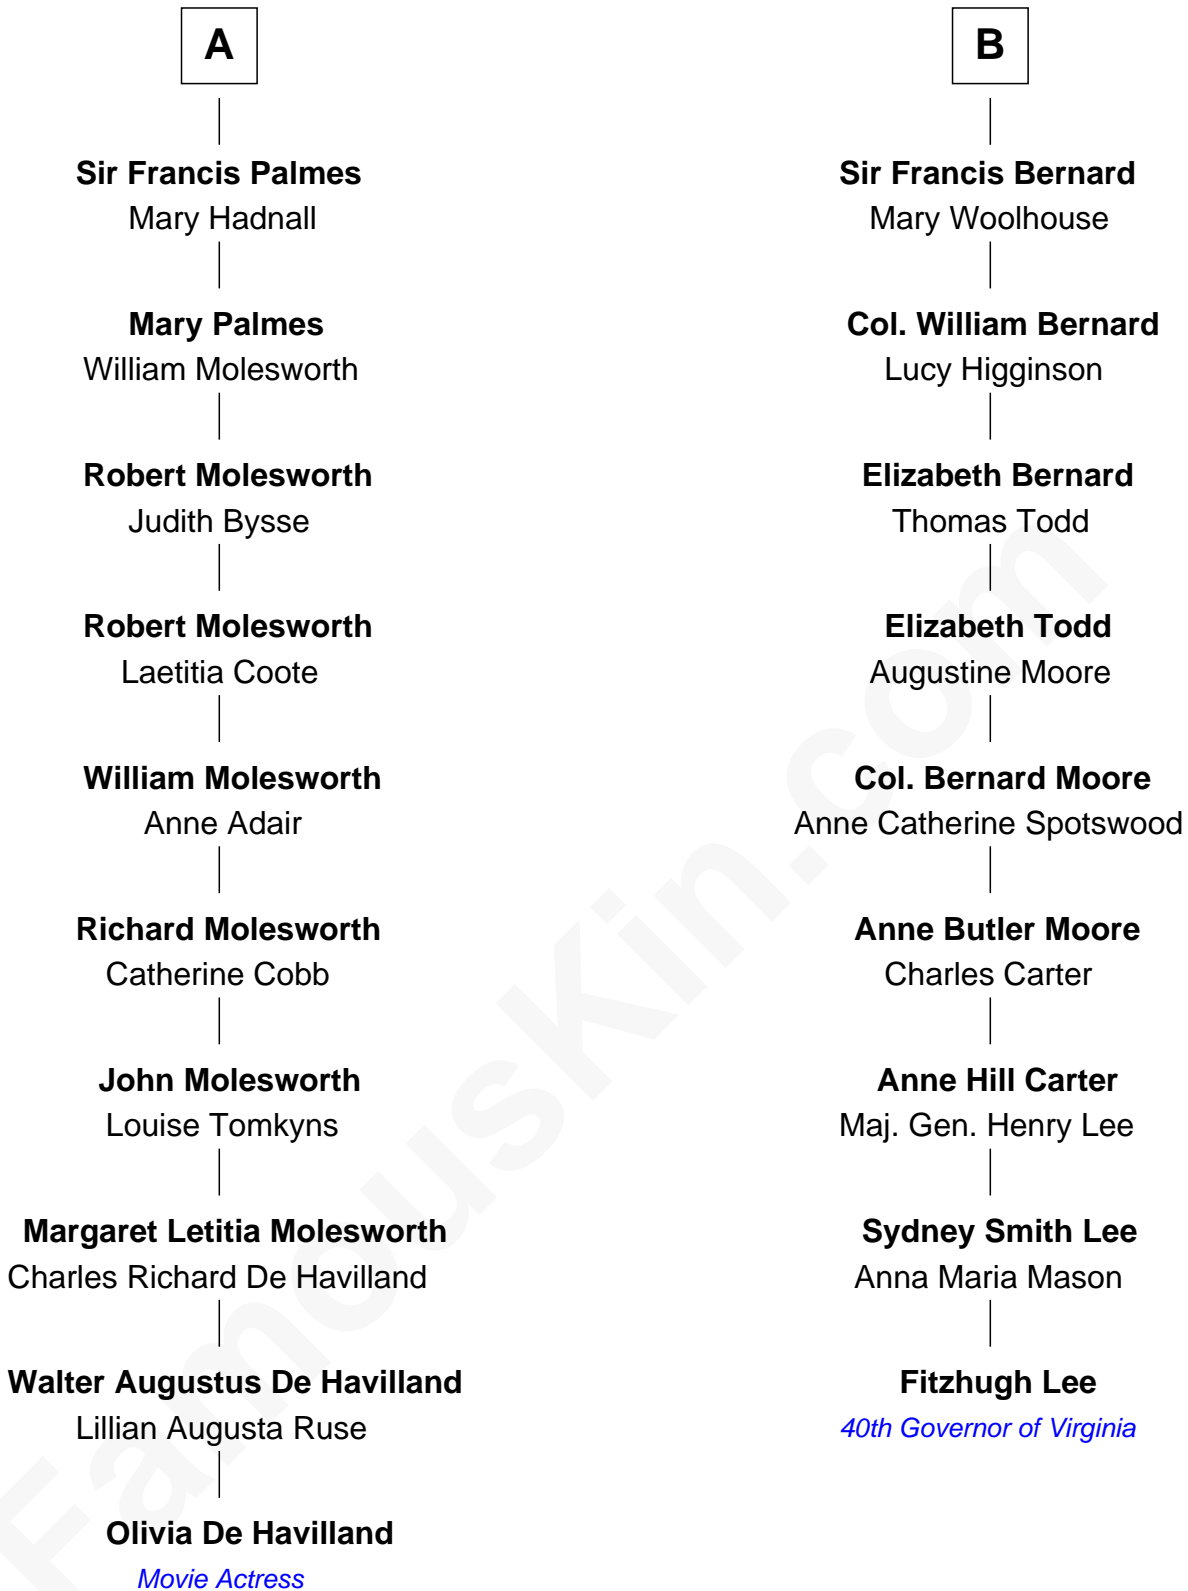 A
Sir Francis Palmes
Mary Hadnall
Mary Palmes
William Molesworth
Robert Molesworth
Judith Bysse
Robert Molesworth
Laetitia Coote
William Molesworth
Anne Adair
Richard Molesworth
Catherine Cobb
John Molesworth
Louise Tomkyns
Margaret Letitia Molesworth
Charles Richard De Havilland
Walter Augustus De Havilland
Lillian Augusta Ruse
Olivia De Havilland
Movie Actress
B
Sir Francis Bernard
Mary Woolhouse
Col. William Bernard
Lucy Higginson
Elizabeth Bernard
Thomas Todd
Elizabeth Todd
Augustine Moore
Col. Bernard Moore
Anne Catherine Spotswood
Anne Butler Moore
Charles Carter
Anne Hill Carter
Maj. Gen. Henry Lee
Sydney Smith Lee
Anna Maria Mason
Fitzhugh Lee
40th Governor of Virginia
FamousKin.com